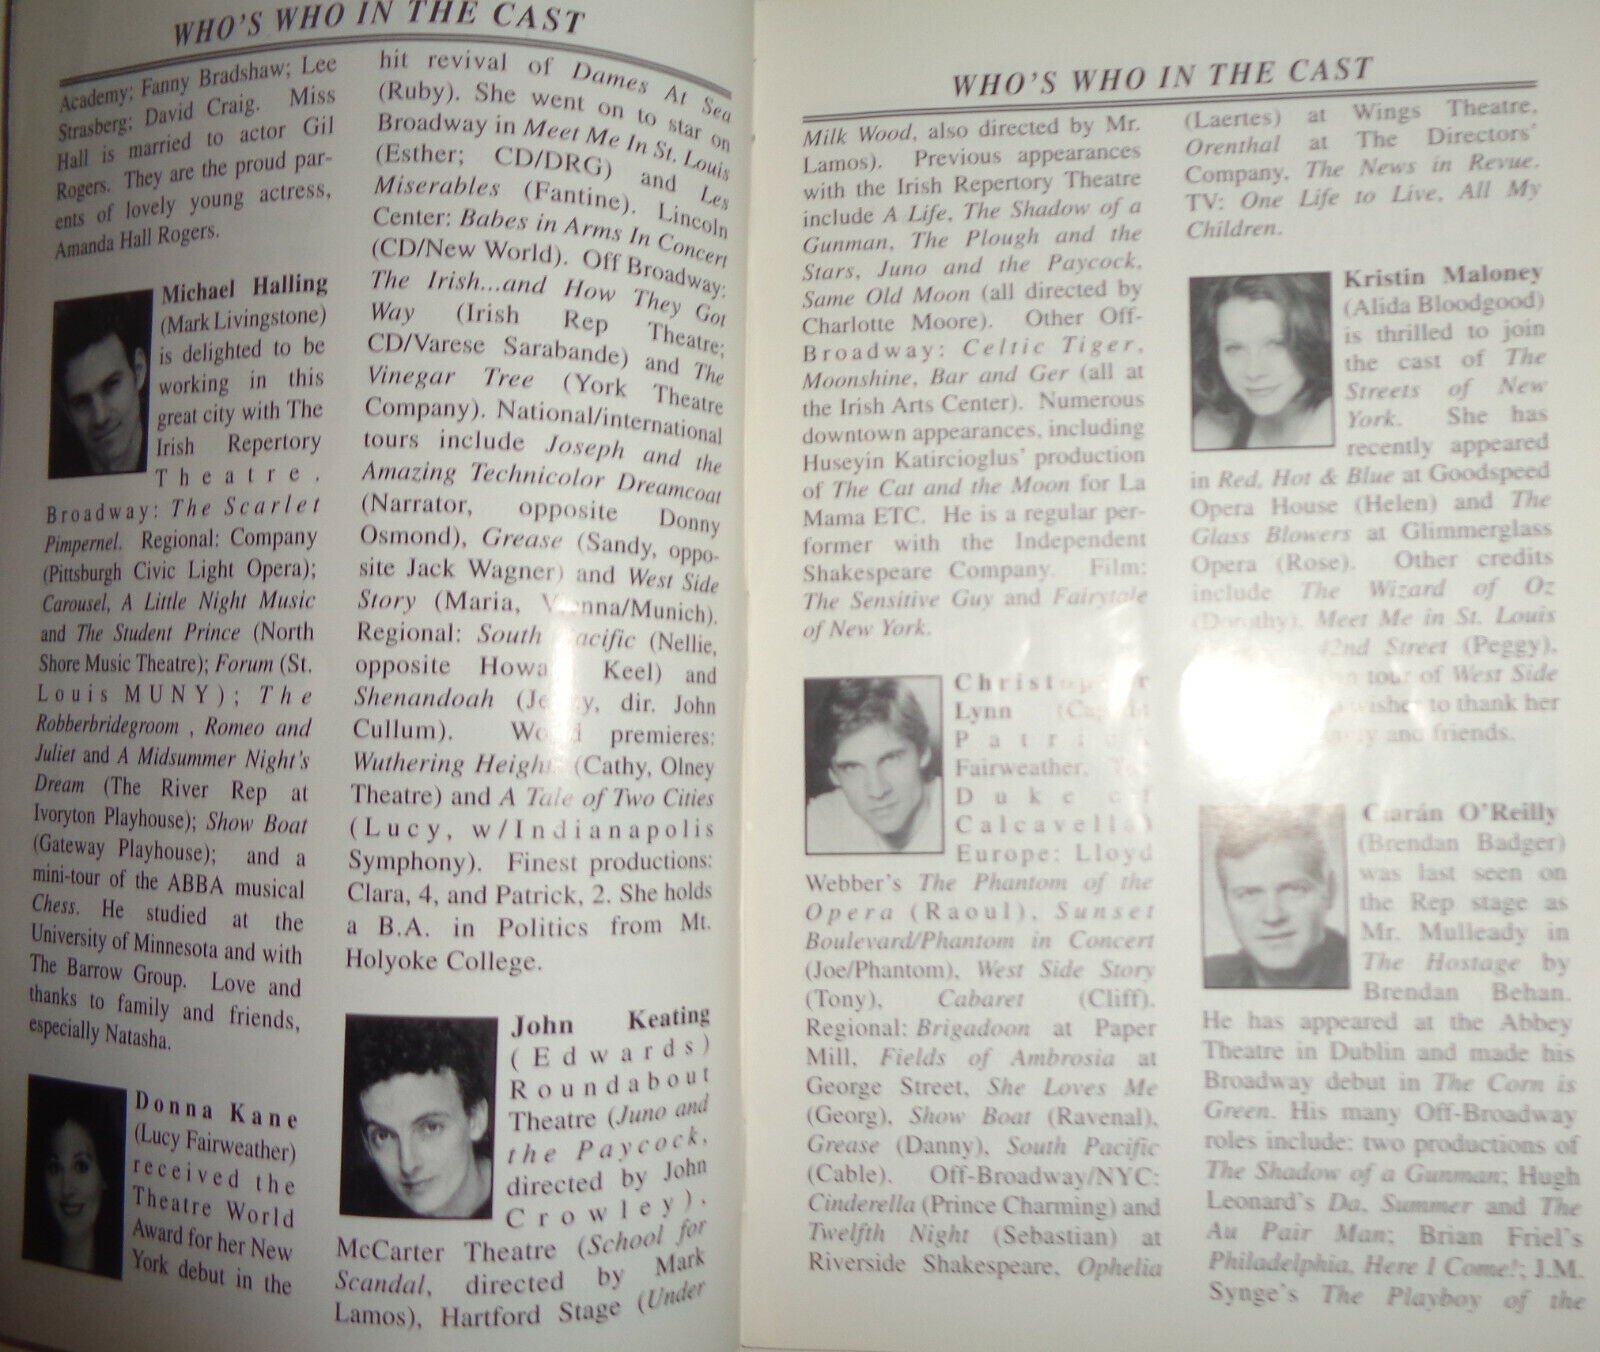 WHO'S WHO IN THE CAST
Academy; Fanny Bradshaw; Lee
Strasberg; David Craig. Miss
Hall is married to actor Gil
Rogers. They are the proud par-
ents of lovely young actress,
Amanda Hall Rogers.
Michael Halling
(Mark Livingstone)
is delighted to be
working in this
great city with The
Irish Repertory
Theatre.
Broadway: The Scarlet
Pimpernel. Regional: Company
(Pittsburgh Civic Light Opera);
Carousel, A Little Night Music
and The Student Prince (North
Shore Music Theatre); Forum (St.
Louis MUNY); The
Robberbridegroom , Romeo and
Juliet and A Midsummer Night's
Dream (The River Rep at
Ivoryton Playhouse); Show Boat
(Gateway Playhouse); and a
mini-tour of the ABBA musical
Chess. He studied at the
University of Minnesota and with
The Barrow Group. Love and
thanks to family and friends,
especially Natasha.
Donna Kane
(Lucy Fairweather)
received the
Theatre World
Award for her New
York debut in the
hit revival of Dames At Sea
(Ruby). She went on to star on
Broadway in Meet Me In St. Louis
(Esther; CD/DRG) and Les
Miserables (Fantine). Lincoln
Center: Babes in Arms In Concert
(CD/New World). Off Broadway:
The Irish...and How They Got
Way (Irish Rep Theatre;
CD/Varese Sarabande) and The
Vinegar Tree (York Theatre
Company). National/international
tours include Joseph and the
Amazing Technicolor Dreamcoat
(Narrator, opposite Donny
Osmond), Grease (Sandy, oppo-
site Jack Wagner) and West Side
Story (Maria, Vienna/Munich).
Regional: South Pacific (Nellie,
opposite Howard Keel) and
Shenandoah (Jenny, dir. John
Cullum). World premieres:
Wuthering Heights (Cathy, Olney
Theatre) and A Tale of Two Cities
(Lucy, w/Indianapolis
Symphony). Finest productions:
Clara, 4, and Patrick, 2. She holds
a B.A. in Politics from Mt.
Holyoke College.
John Keating
(Edwards)
Roundabout
Theatre (Juno and
the Paycock,
directed by John
Crowley).
McCarter Theatre (School for
Scandal, directed by Mark
Lamos), Hartford Stage (Under
WHO'S WHO IN THE CAST
Milk Wood, also directed by Mr.
Lamos). Previous appearances
with the Irish Repertory Theatre
include A Life, The Shadow of a
Gunman, The Plough and the
Stars, Juno and the Paycock,
Same Old Moon (all directed by
Charlotte Moore). Other Off-
Broadway: Celtic Tiger,
Moonshine, Bar and Ger (all at
the Irish Arts Center). Numerous
downtown appearances, including
Huseyin Katircioglus' production
of The Cat and the Moon for La
Mama ETC. He is a regular per-
former with the Independent
Shakespeare Company. Film:
The Sensitive Guy and Fairytale
of New York.
Christopher
Lynn (Captain
Patrick
Fairweather, The
Duke of
Calcavella)
Europe: Lloyd
Webber's The Phantom of the
Opera (Raoul), Sunset
Boulevard/Phantom in Concert
(Joe/Phantom), West Side Story
(Tony), Cabaret (Cliff).
Regional: Brigadoon at Paper
Mill, Fields of Ambrosia at
George Street, She Loves Me
(Georg), Show Boat (Ravenal),
Grease (Danny), South Pacific
(Cable). Off-Broadway/NYC:
Cinderella (Prince Charming) and
Twelfth Night (Sebastian) at
Riverside Shakespeare, Ophelia
(Laertes) at Wings Theatre,
Orenthal at The Directors'
Company, The News in Revue.
TV: One Life to Live, All My
Children.
Kristin Maloney
(Alida Bloodgood)
is thrilled to join
the cast of The
Streets of New
York. She has
recently appeared
in Red, Hot & Blue at Goodspeed
Opera House (Helen) and The
Glass Blowers at Glimmerglass
Opera (Rose). Other credits
include The Wizard of Oz
(Dorothy), Meet Me in St. Louis
42nd Street (Peggy),
tour of West Side
wishes to thank her
and friends.
Ciarán O'Reilly
(Brendan Badger)
was last seen on
the Rep stage as
Mr. Mulleady in
The Hostage by
Brendan Behan.
He has appeared at the Abbey
Theatre in Dublin and made his
Broadway debut in The Corn is
Green. His many Off-Broadway
roles include: two productions of
The Shadow of a Gunman; Hugh
Leonard's Da, Summer and The
Au Pair Man; Brian Friel's
Philadelphia, Here I Come!; J.M.
Synge's The Playboy of the